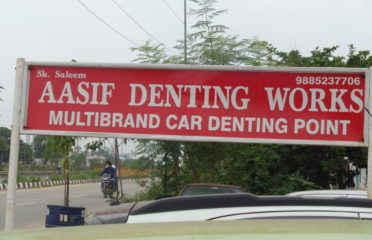 Sk. Saleem
9885237706
AASIF DENTING WORKS
MULTIBRAND CAR DENTING POINT